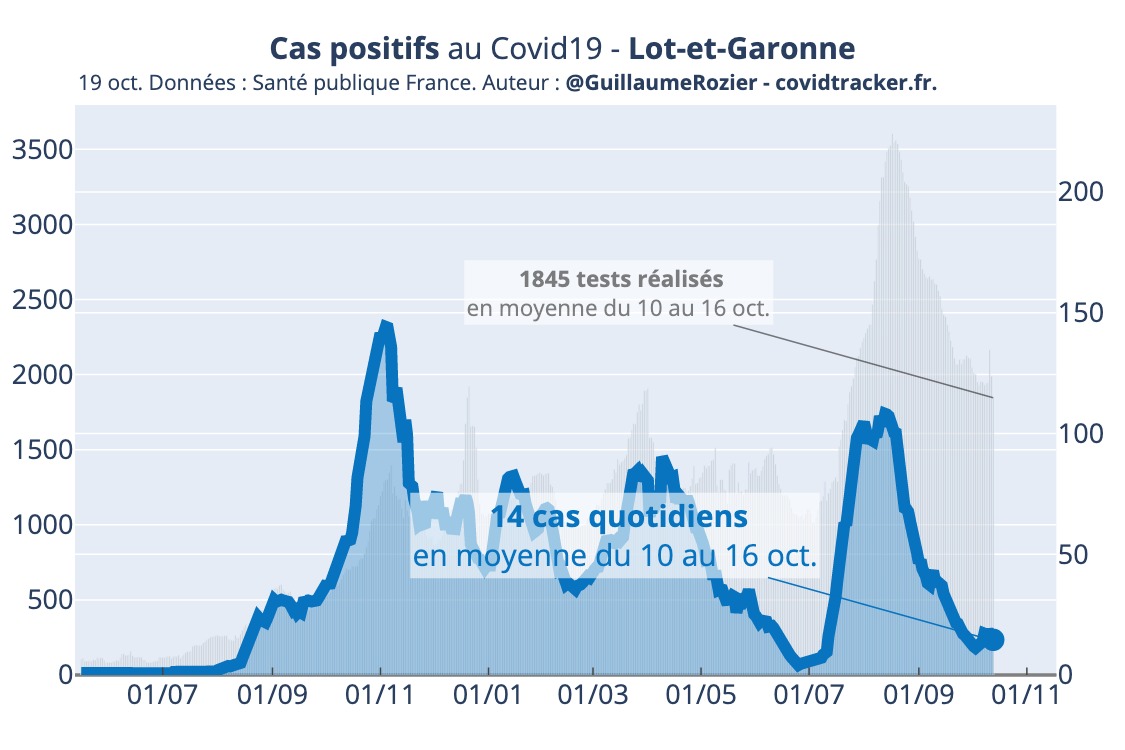 Cas positifs au Covid19 - Lot-et-Garonne
19 oct. Données : Santé publique France. Auteur : @GuillaumeRozier - covidtracker.fr.
3500
3000
2500
2000
1500
1000
500
0
200
150
100
50
0
1845 tests réalisés
en moyenne du 10 au 16 oct.
14 cas quotidiens
en moyenne du 10 au 16 oct.
01/07 01/09 01/11 01/01 01/03 01/05 01/07 01/09 01/11